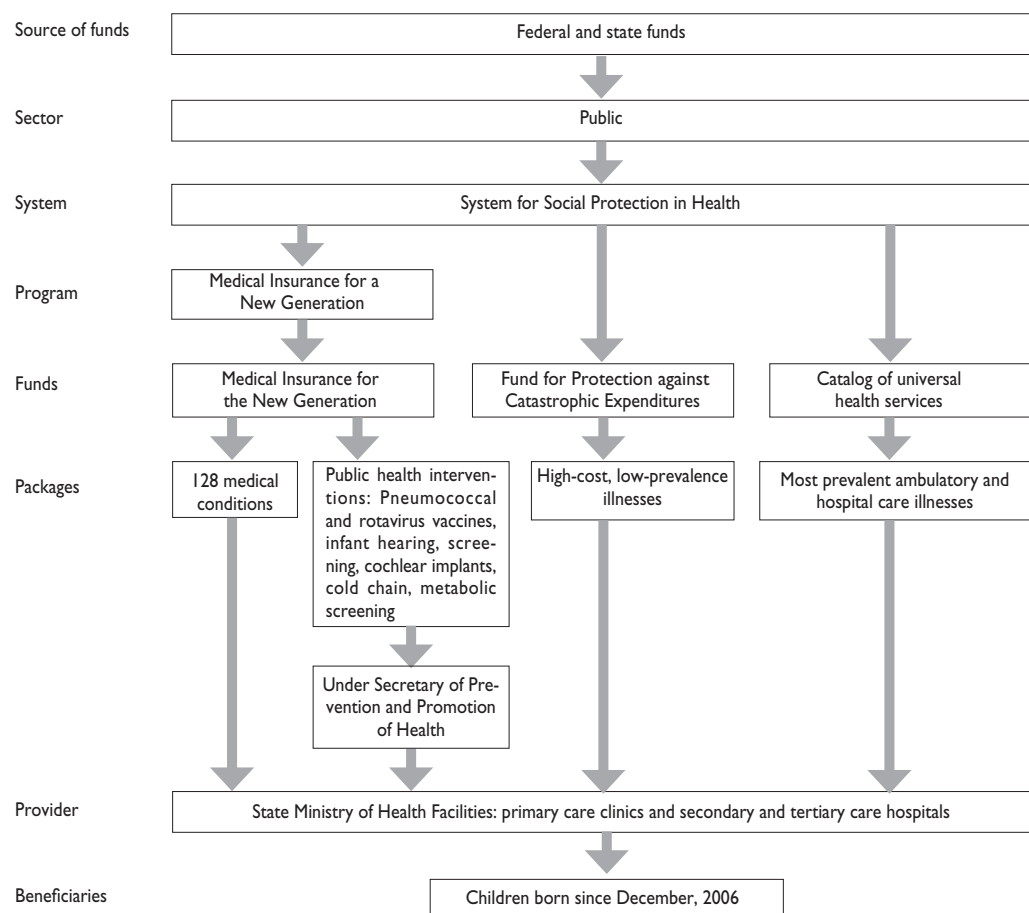 Source of funds
Federal and state funds
Sector
Public
System
System for Social Protection in Health
Program
Medical Insurance for a
New Generation
Funds
Medical Insurance for
the New Generation
Fund for Protection against
Catastrophic Expenditures
Catalog of universal
health services
Packages
128 medical
conditions
Public health interven-
tions: Pneumococcal
and rotavirus vaccines,
infant hearing, scree-
ning, cochlear implants,
cold chain, metabolic
screening
High-cost, low-prevalence
illnesses
Most prevalent ambulatory and
hospital care illnesses
Under Secretary of Pre-
vention and Promotion
of Health
Provider
State Ministry of Health Facilities: primary care clinics and secondary and tertiary care hospitals
Beneficiaries
Children born since December, 2006